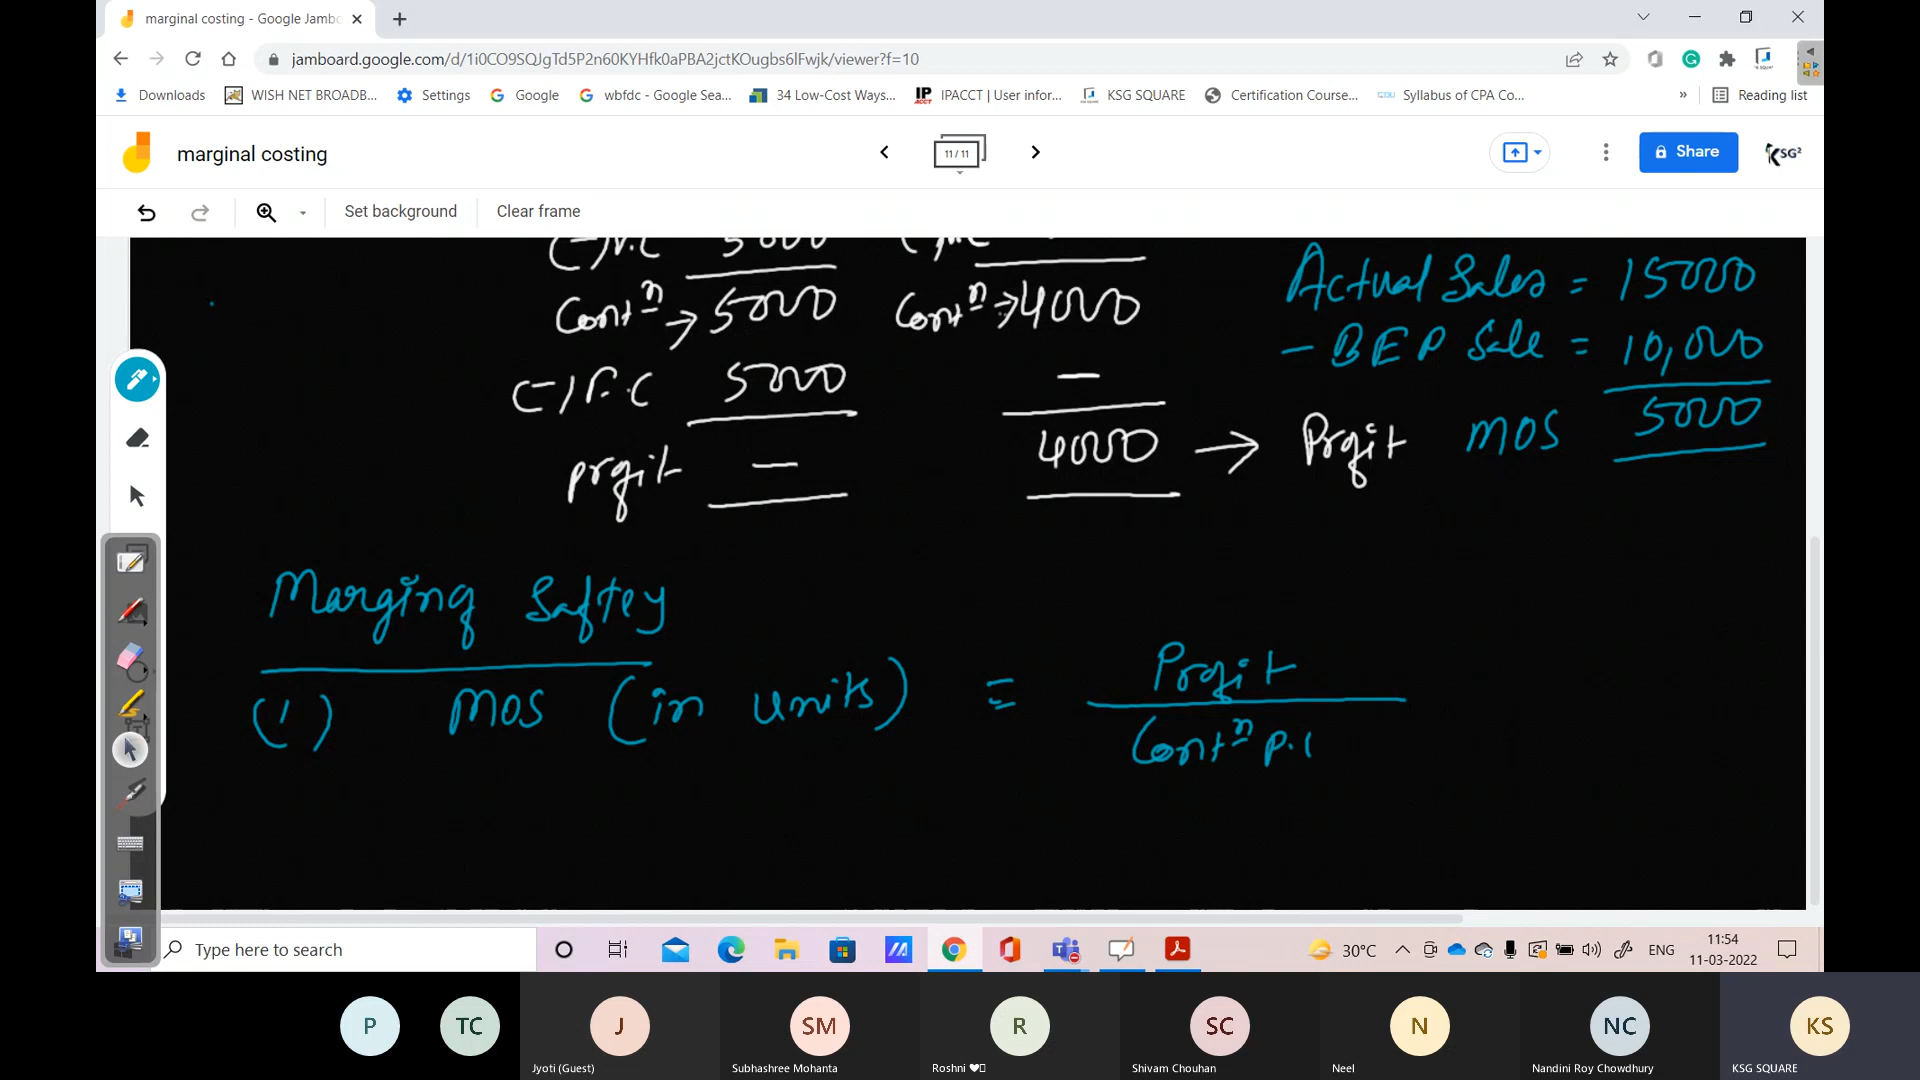 marginal costing - Google Jambo
jamboard.google.com/d/1i0CO9SQJgTd5P2n60KYHfk0aPBA2jctKOugbs6lFwjk/viewer?f=10
Downloads WISH NET BROADB... Settings Google wbfdc - Google Sea... 34 Low-Cost Ways... IP ACCT IPACCT | User infor... KSG SQUARE Certification Course... Syllabus of CPA Co... » Reading list
marginal costing 11 / 11 Share KSG²
Set background Clear frame
(-) V.C 5000
Contⁿ → 5000 Contⁿ → 4000
(-) F.C 5000 —
profit — 4000 → Profit
Actual Sales = 15000
- BEP Sale = 10,000
MOS 5000
Marging Saftey
(1) MOS (in units) = Profit
Contⁿ P.
Type here to search 30°C ENG 11:54
11-03-2022
P TC J SM R SC N NC KS
Jyoti (Guest) Subhashree Mohanta Roshni ❤ Shivam Chouhan Neel Nandini Roy Chowdhury KSG SQUARE